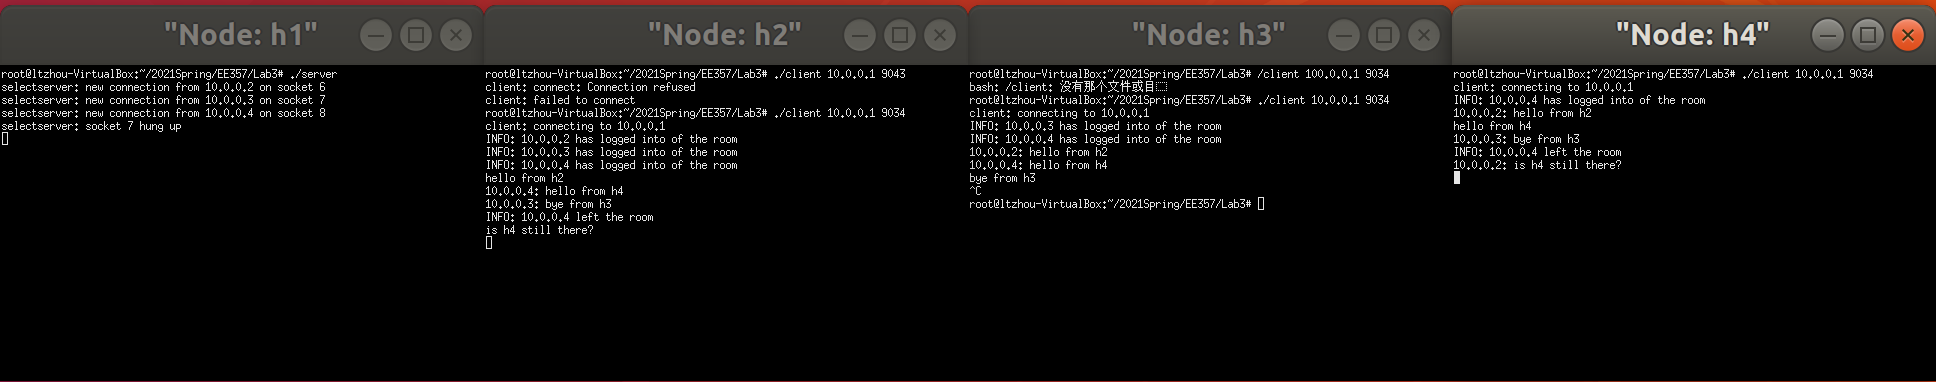 "Node: h1"
root@ltzhou-VirtualBox:~/2021Spring/EE357/Lab3# ./server
selectserver: new connection from 10.0.0.2 on socket 6
selectserver: new connection from 10.0.0.3 on socket 7
selectserver: new connection from 10.0.0.4 on socket 8
selectserver: socket 7 hung up
"Node: h2"
root@ltzhou-VirtualBox:~/2021Spring/EE357/Lab3# ./client 10.0.0.1 9043
client: connect: Connection refused
client: failed to connect
root@ltzhou-VirtualBox:~/2021Spring/EE357/Lab3# ./client 10.0.0.1 9034
client: connecting to 10.0.0.1
INFO: 10.0.0.2 has logged into of the room
INFO: 10.0.0.3 has logged into of the room
INFO: 10.0.0.4 has logged into of the room
hello from h2
10.0.0.4: hello from h4
10.0.0.3: bye from h3
INFO: 10.0.0.4 left the room
is h4 still there?
"Node: h3"
root@ltzhou-VirtualBox:~/2021Spring/EE357/Lab3# /client 100.0.0.1 9034
bash: /client: 没有那个文件或目
root@ltzhou-VirtualBox:~/2021Spring/EE357/Lab3# ./client 10.0.0.1 9034
client: connecting to 10.0.0.1
INFO: 10.0.0.3 has logged into of the room
INFO: 10.0.0.4 has logged into of the room
10.0.0.2: hello from h2
10.0.0.4: hello from h4
bye from h3
^C
root@ltzhou-VirtualBox:~/2021Spring/EE357/Lab3#
"Node: h4"
root@ltzhou-VirtualBox:~/2021Spring/EE357/Lab3# ./client 10.0.0.1 9034
client: connecting to 10.0.0.1
INFO: 10.0.0.4 has logged into of the room
10.0.0.2: hello from h2
hello from h4
10.0.0.3: bye from h3
INFO: 10.0.0.4 left the room
10.0.0.2: is h4 still there?